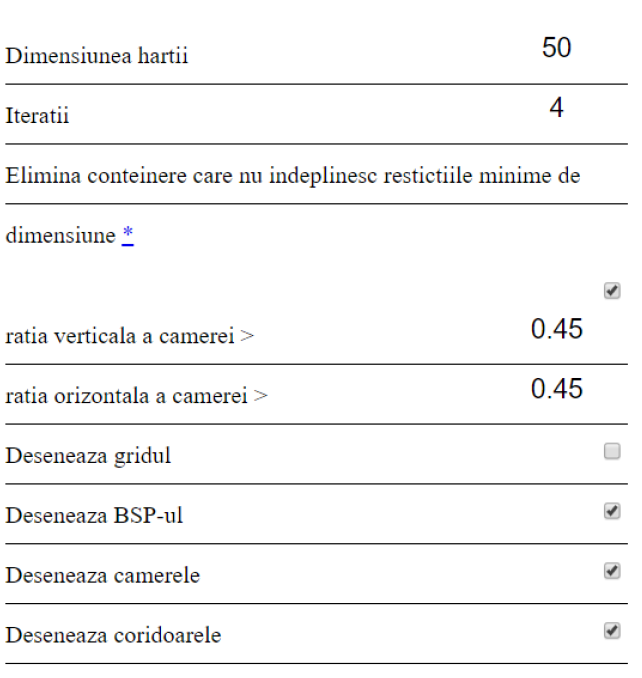 Dimensiunea hartii 50
Iteratii 4
Elimina conteinere care nu indeplinesc restictiile minime de
dimensiune *
ratia verticala a camerei > 0.45
ratia orizontala a camerei > 0.45
Deseneaza gridul
Deseneaza BSP-ul
Deseneaza camerele
Deseneaza coridoarele